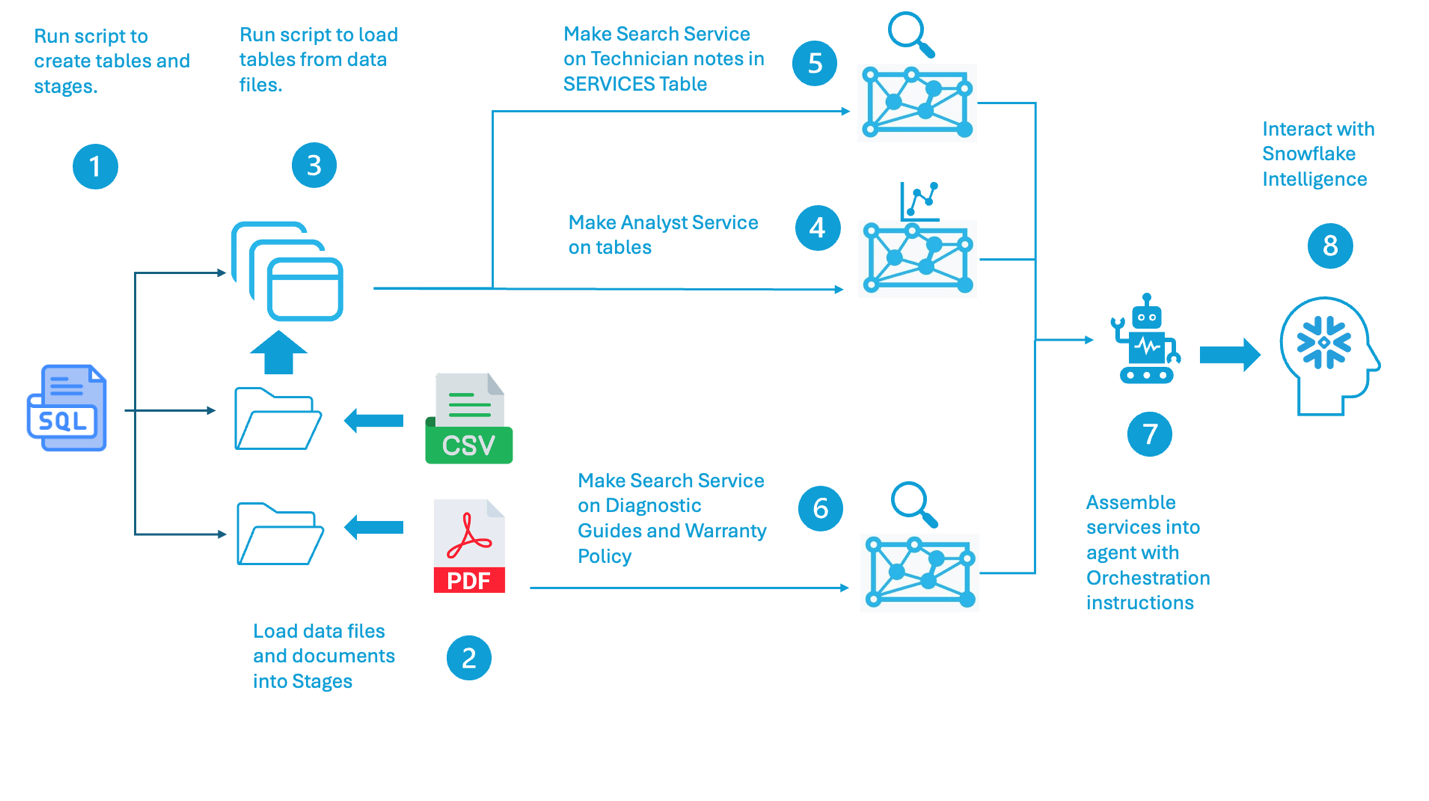 Run script to
create tables and
stages.
1
Run script to load
tables from data
files.
3
Make Search Service
on Technician notes in
SERVICES Table
5
Make Analyst Service
on tables
4
Interact with
Snowflake
Intelligence
8
SQL
CSV
PDF
Load data files
and documents
into Stages
2
Make Search Service
on Diagnostic
Guides and Warranty
Policy
6
7
Assemble
services into
agent with
Orchestration
instructions